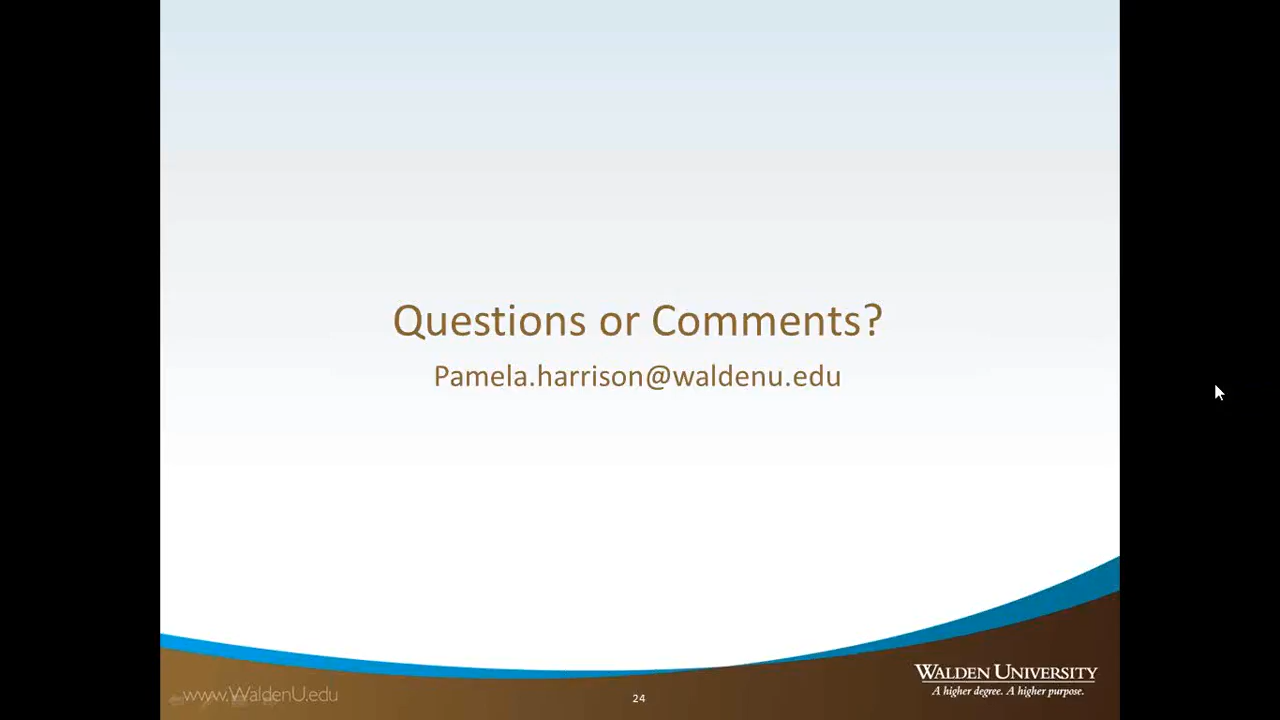 Questions or Comments?
Pamela.harrison@waldenu.edu
www.WaldenU.edu
24
WALDEN UNIVERSITY
A higher degree. A higher purpose.